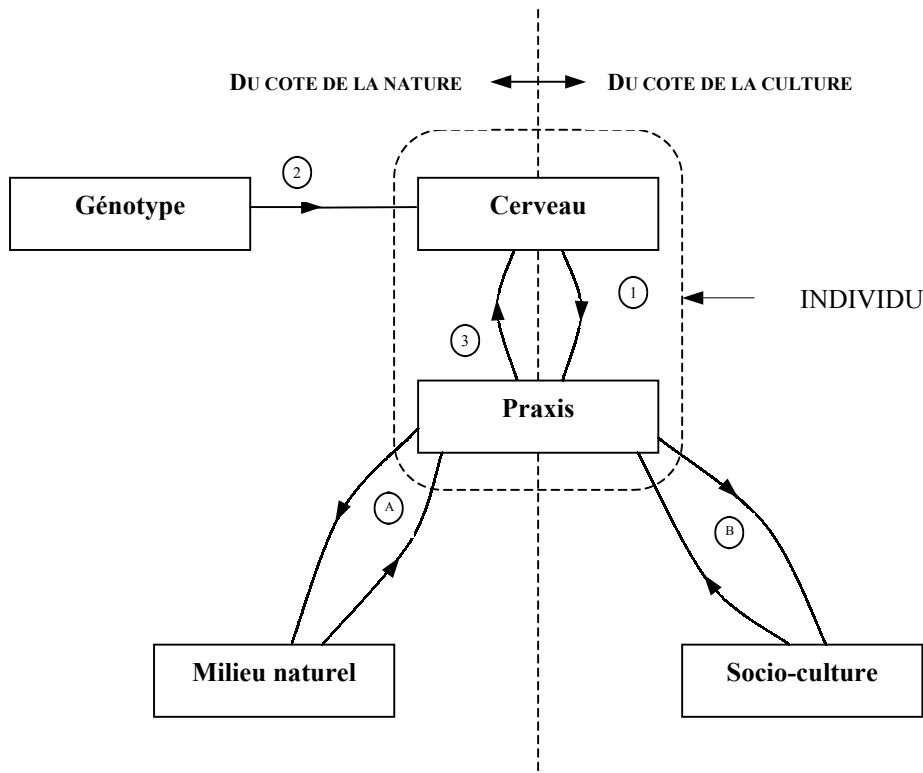 DU COTE DE LA NATURE
DU COTE DE LA CULTURE
2
Génotype
Cerveau
1
INDIVIDU
3
Praxis
A
B
Milieu naturel
Socio-culture